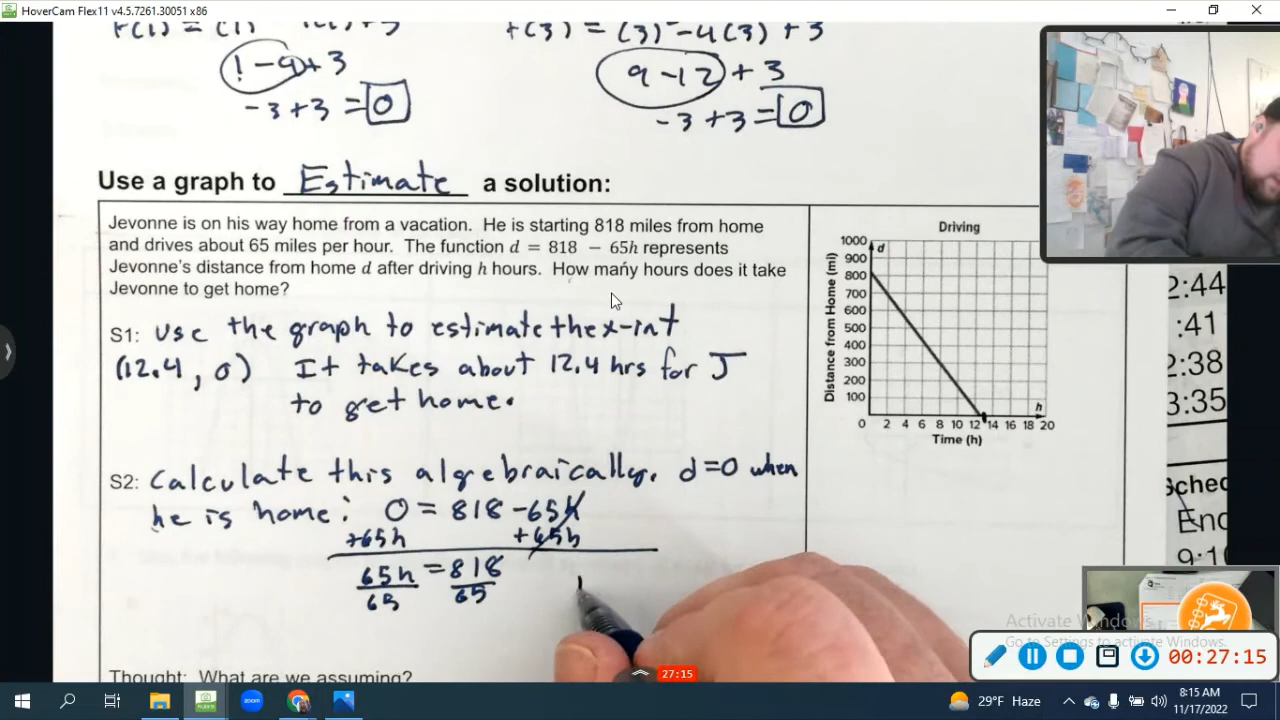 HoverCam Flex11 v4.5.7261.30051 x86
f(3) = (3)² - 4(3) + 3
1 - 4 + 3
9 - 12 + 3
-3 + 3 = 0
-3 + 3 = 0
Use a graph to Estimate a solution:
Jevonne is on his way home from a vacation. He is starting 818 miles from home
and drives about 65 miles per hour. The function d = 818 − 65h represents
Jevonne's distance from home d after driving h hours. How many hours does it take
Jevonne to get home?
S1: Use the graph to estimate the x-int
(12.4, 0) It takes about 12.4 hrs for J
to get home.
S2: Calculate this algebraically. d=0 when
he is home: 0 = 818 - 65h
+65h +65h
65h = 818
65 65
Thought: What are we assuming?
Driving
Distance from Home (mi)
1000 d
900
800
700
600
500
400
300
200
100
h
0 2 4 6 8 10 12 14 16 18 20
Time (h)
2:44
:41
2:38
3:35
Sched
End
9:1
Activate Windows
Go to Settings to activate Windows.
00:27:15
27:15
zoom
29°F Haze
8:15 AM
11/17/2022